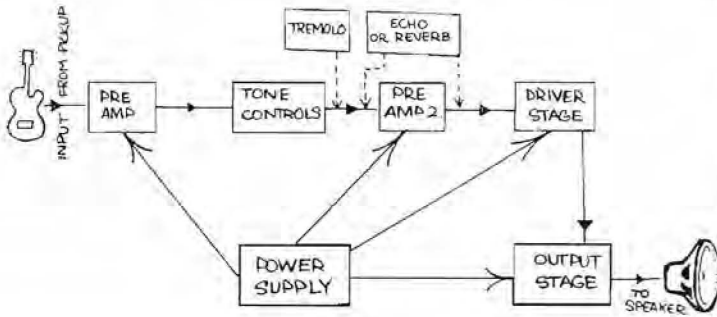 TREMOLO
ECHO
OR REVERB
INPUT FROM PICKUP
PRE
AMP
TONE
CONTROLS
PRE
AMP 2
DRIVER
STAGE
POWER
SUPPLY
OUTPUT
STAGE
TO
SPEAKER